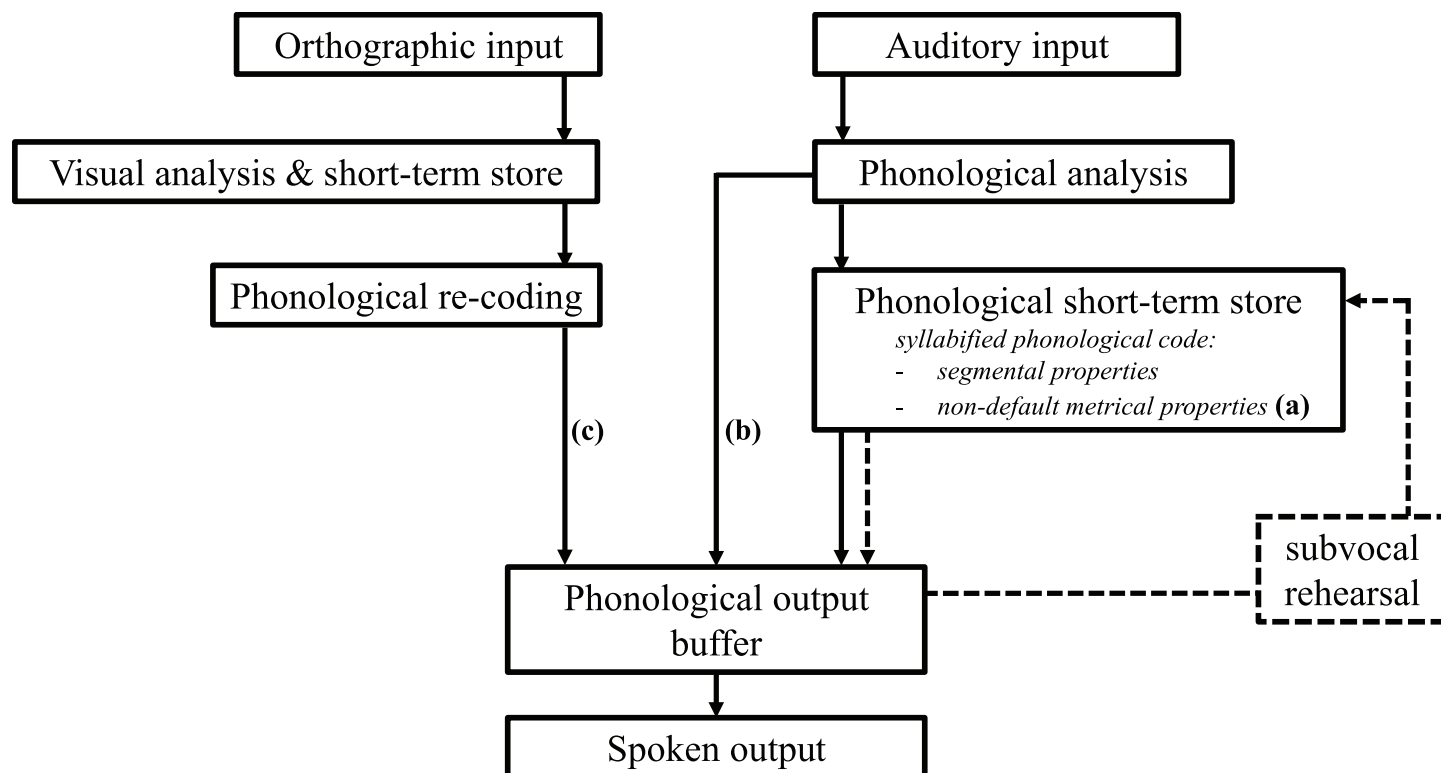 Orthographic input
Auditory input
Visual analysis & short-term store
Phonological analysis
Phonological re-coding
Phonological short-term store
syllabified phonological code:
- segmental properties
- non-default metrical properties (a)
(c)
(b)
subvocal
rehearsal
Phonological output
buffer
Spoken output